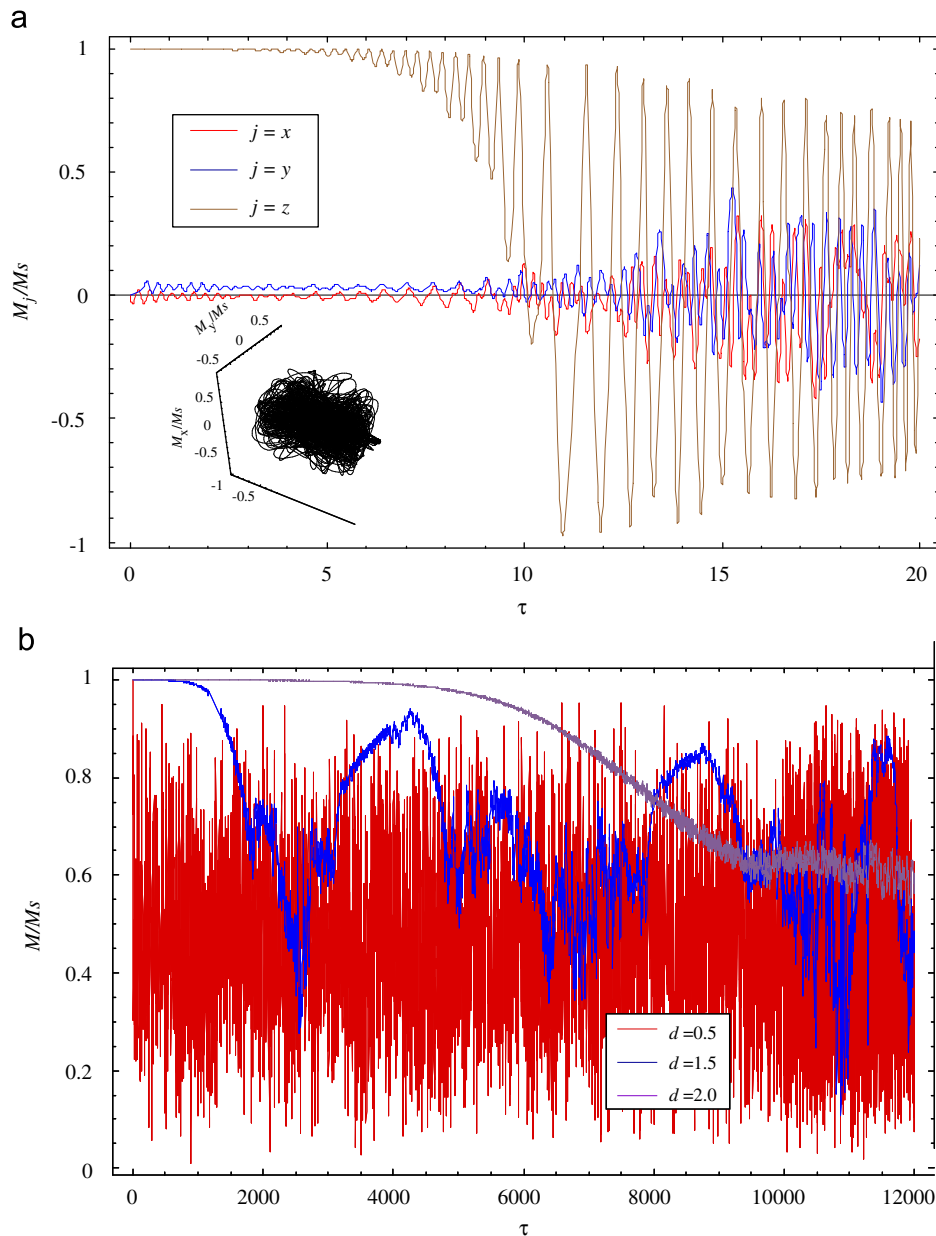 a
1
0.5
0
-0.5
-1
M_j/Ms
j = x
j = y
j = z
M_y/Ms
0.5
0
-0.5
0.5
0
-0.5
M_x/Ms
-1
-0.5
0
5
10
15
20
τ
b
1
0.8
0.6
0.4
0.2
0
M/Ms
d=0.5
d=1.5
d=2.0
0
2000
4000
6000
8000
10000
12000
τ